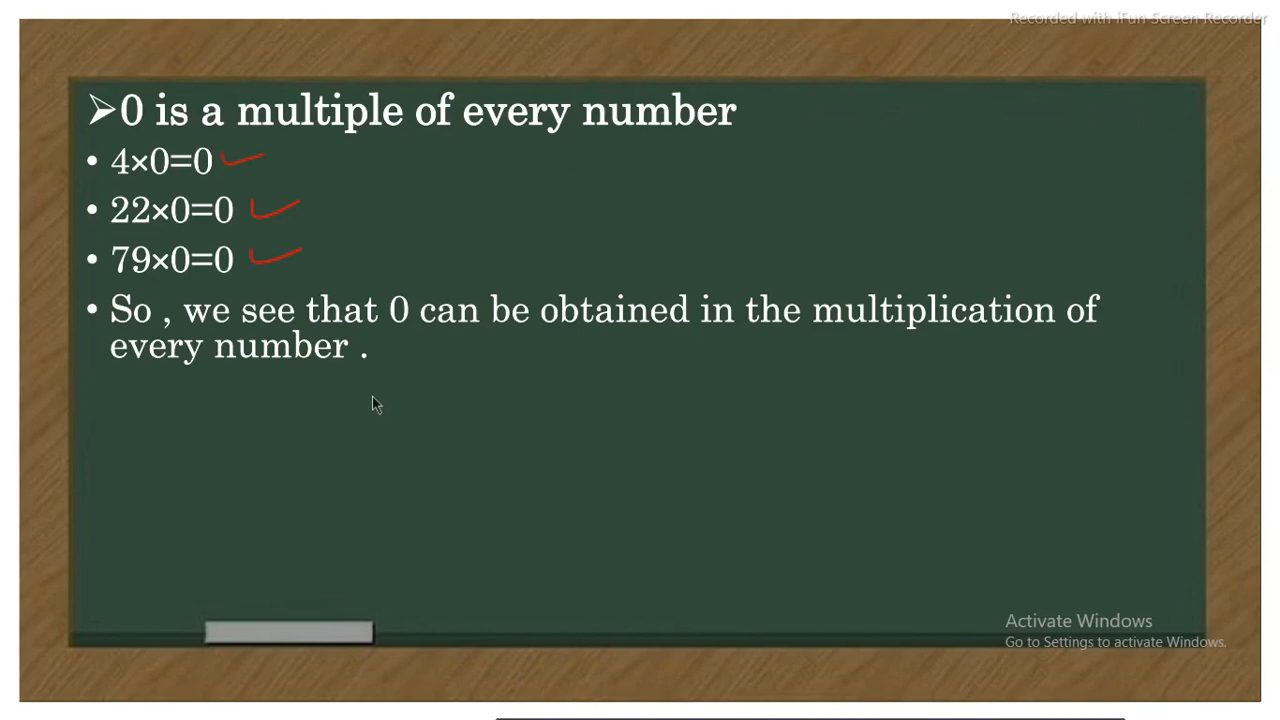 Recorded with iFun Screen Recorder
➢0 is a multiple of every number
• 4×0=0
• 22×0=0
• 79×0=0
• So , we see that 0 can be obtained in the multiplication of
every number .
Activate Windows
Go to Settings to activate Windows.